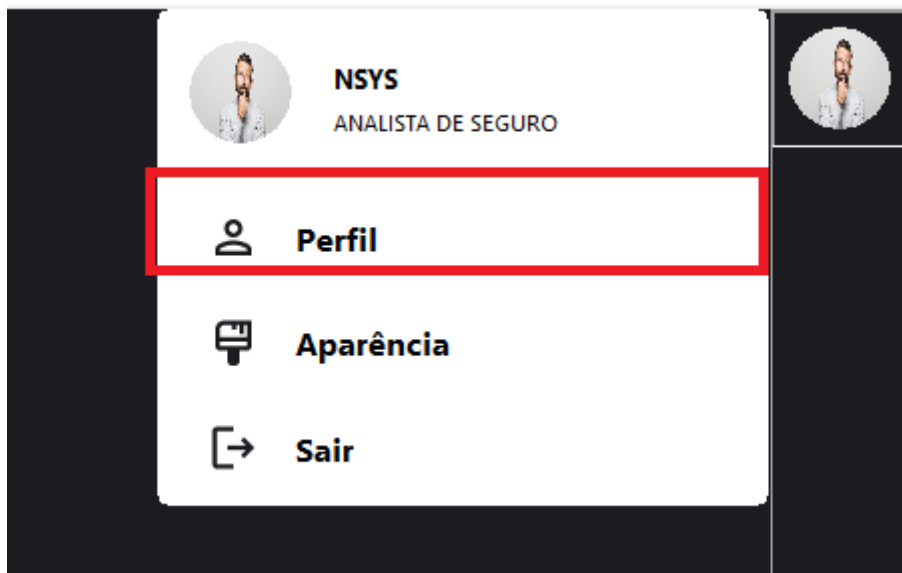 NSYS
ANALISTA DE SEGURO
Perfil
Aparência
Sair